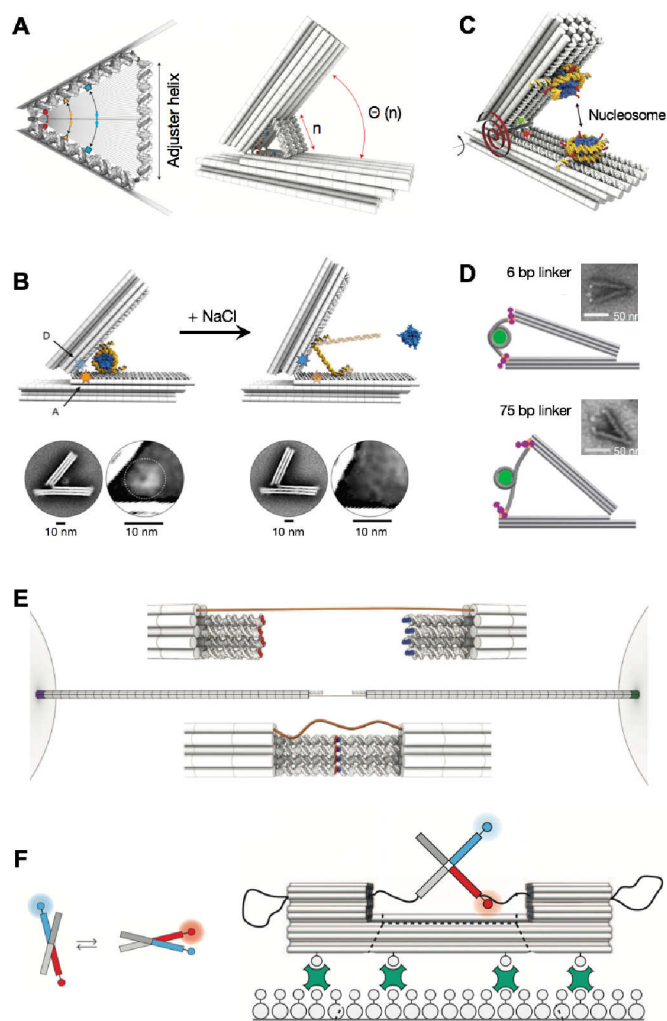 A
Adjuster helix
n
Θ (n)
C
Nucleosome
B
D
A
+ NaCl
10 nm
10 nm
10 nm
10 nm
D
6 bp linker
50 nm
75 bp linker
50 nm
E
F